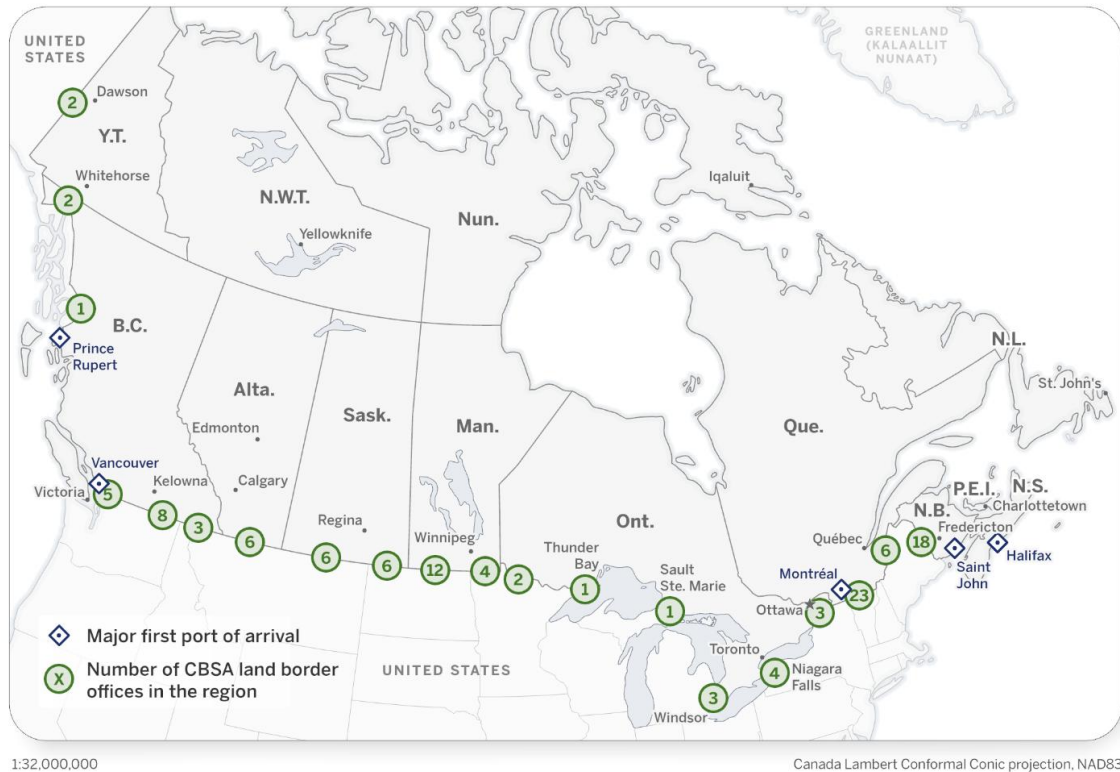 UNITED
STATES
GREENLAND
(KALAALLIT
NUNAAT)
2
Dawson
Y.T.
Whitehorse
2
N.W.T.
Iqaluit
Nun.
Yellowknife
1
B.C.
Prince
Rupert
N.L.
St. John's
Alta.
Sask.
Man.
Que.
Edmonton
Vancouver
Victoria
5
Kelowna
Calgary
8
3
6
Regina
6
6
Winnipeg
12
4
2
Ont.
Thunder
Bay
1
Sault
Ste. Marie
1
P.E.I.
N.S.
N.B.
Charlottetown
Fredericton
Québec
6
18
Saint
John
Halifax
Montréal
23
Ottawa
3
Toronto
4
Niagara
Falls
3
Windsor
UNITED STATES
Major first port of arrival
X
Number of CBSA land border
offices in the region
1:32,000,000
Canada Lambert Conformal Conic projection, NAD83